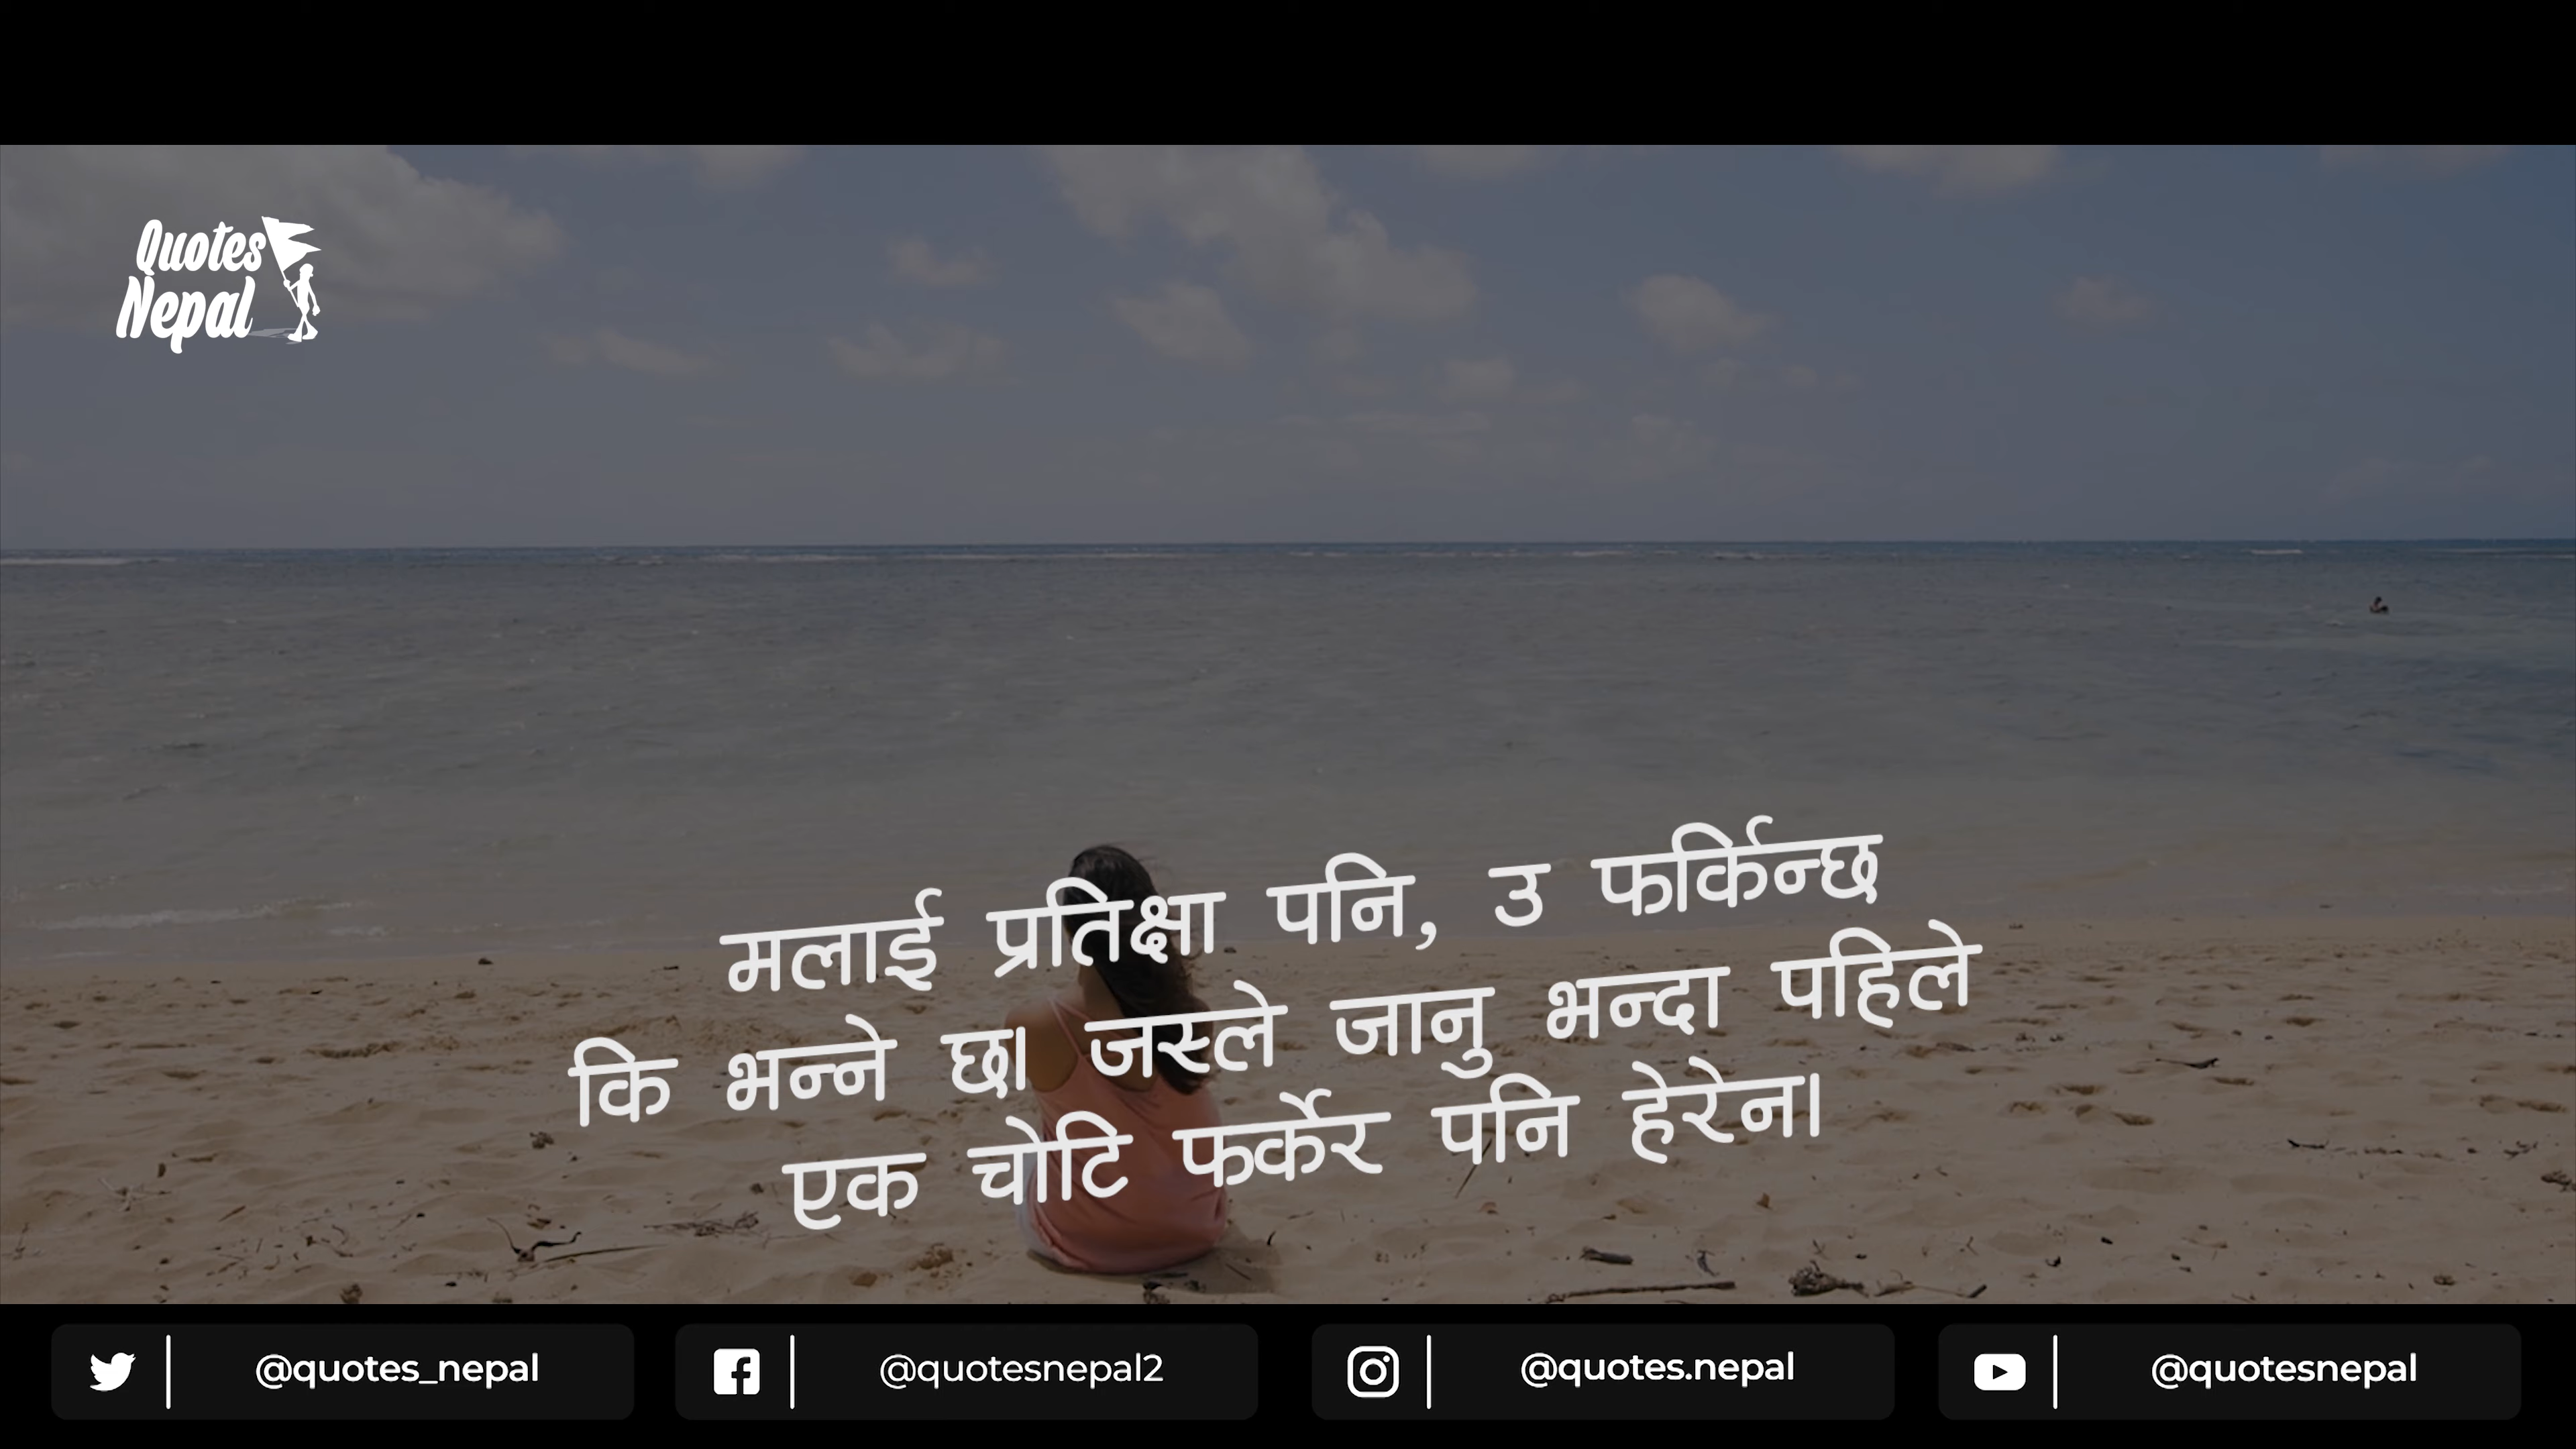 Quotes
Nepal
मलाई प्रतिक्षा पनि, उ फर्किन्छ
कि भन्ने छ। जस्ले जानु भन्दा पहिले
एक चोटि फर्केर पनि हेरेन।
@quotes_nepal
@quotesnepal2
@quotes.nepal
@quotesnepal